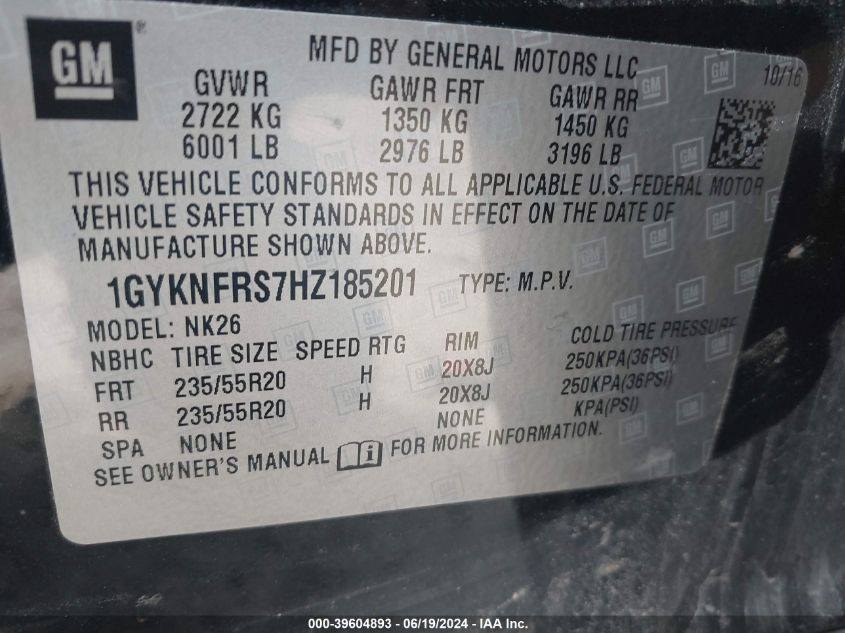 GM
MFD BY GENERAL MOTORS LLC
10/16
GVWR GAWR FRT GAWR RR
2722 KG 1350 KG 1450 KG
6001 LB 2976 LB 3196 LB
THIS VEHICLE CONFORMS TO ALL APPLICABLE U.S. FEDERAL MOTOR
VEHICLE SAFETY STANDARDS IN EFFECT ON THE DATE OF
MANUFACTURE SHOWN ABOVE.
1GYKNFRS7HZ185201 TYPE: M.P.V.
MODEL: NK26
NBHC TIRE SIZE SPEED RTG RIM COLD TIRE PRESSURE
FRT 235/55R20 H 20X8J 250KPA(36PSI)
RR 235/55R20 H 20X8J 250KPA(36PSI)
SPA NONE NONE KPA(PSI)
SEE OWNER'S MANUAL i FOR MORE INFORMATION.
000-39604893 - 06/19/2024 - IAA Inc.